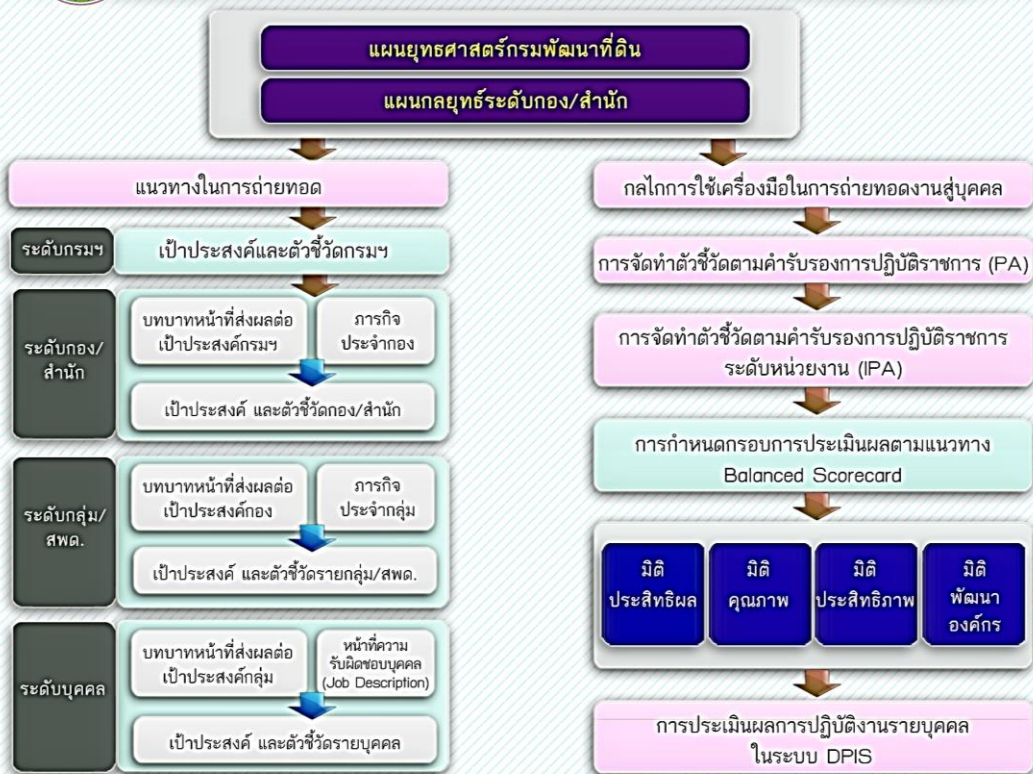 แผนยุทธศาสตร์กรมพัฒนาที่ดิน
แผนกลยุทธ์ระดับกอง/สำนัก
แนวทางในการถ่ายทอด
ระดับกรมฯ
เป้าประสงค์และตัวชี้วัดกรมฯ
ระดับกอง/
สำนัก
บทบาทหน้าที่ส่งผลต่อ
เป้าประสงค์กรมฯ
ภารกิจ
ประจำกอง
เป้าประสงค์ และตัวชี้วัดกอง/สำนัก
ระดับกลุ่ม/
สพด.
บทบาทหน้าที่ส่งผลต่อ
เป้าประสงค์กอง
ภารกิจ
ประจำกลุ่ม
เป้าประสงค์ และตัวชี้วัดรายกลุ่ม/สพด.
ระดับบุคคล
บทบาทหน้าที่ส่งผลต่อ
เป้าประสงค์กลุ่ม
หน้าที่ความ
รับผิดชอบบุคคล
(Job Description)
เป้าประสงค์ และตัวชี้วัดรายบุคคล
กลไกการใช้เครื่องมือในการถ่ายทอดงานสู่บุคคล
การจัดทำตัวชี้วัดตามคำรับรองการปฏิบัติราชการ (PA)
การจัดทำตัวชี้วัดตามคำรับรองการปฏิบัติราชการ
ระดับหน่วยงาน (IPA)
การกำหนดกรอบการประเมินผลตามแนวทาง
Balanced Scorecard
มิติ
ประสิทธิผล
มิติ
คุณภาพ
มิติ
ประสิทธิภาพ
มิติ
พัฒนา
องค์กร
การประเมินผลการปฏิบัติงานรายบุคคล
ในระบบ DPIS